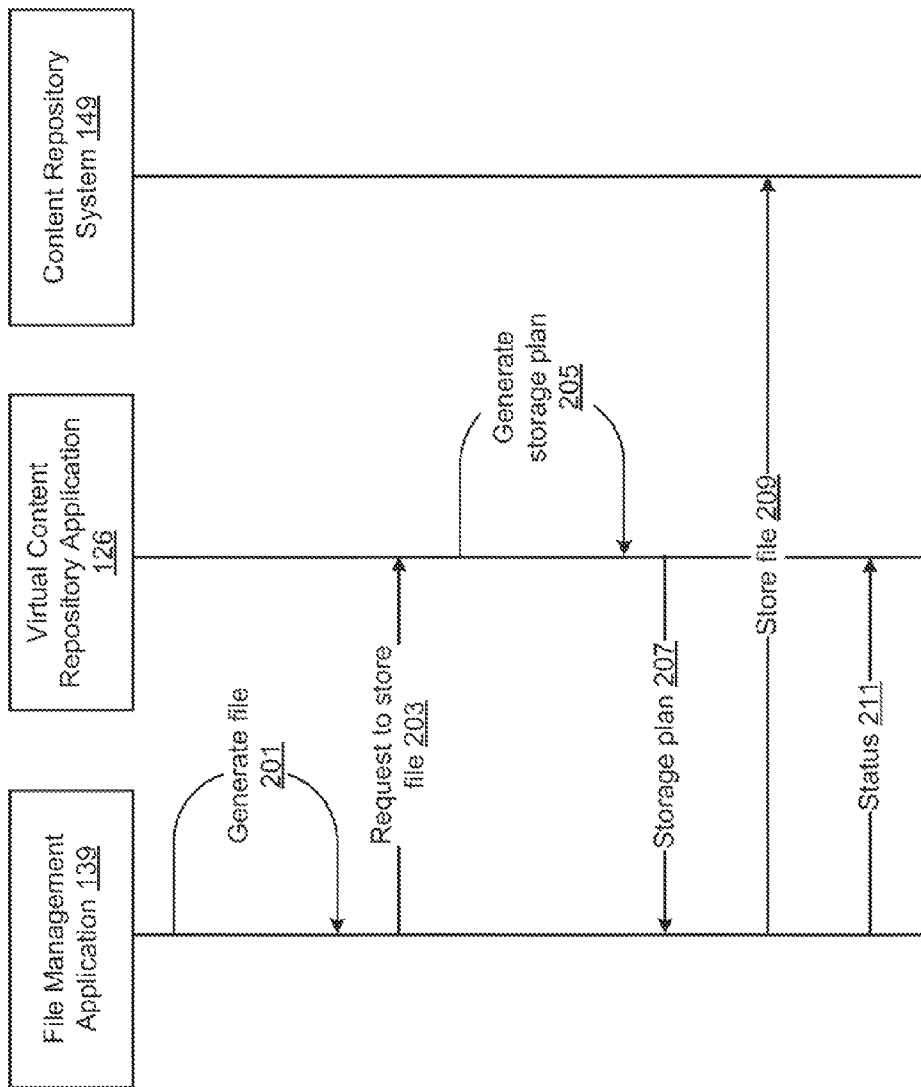 File Management
Application 139
Virtual Content
Repository Application
126
Content Repository
System 149
Generate file
201
Request to store
file 203
Generate
storage plan
205
Storage plan 207
Store file 209
Status 211